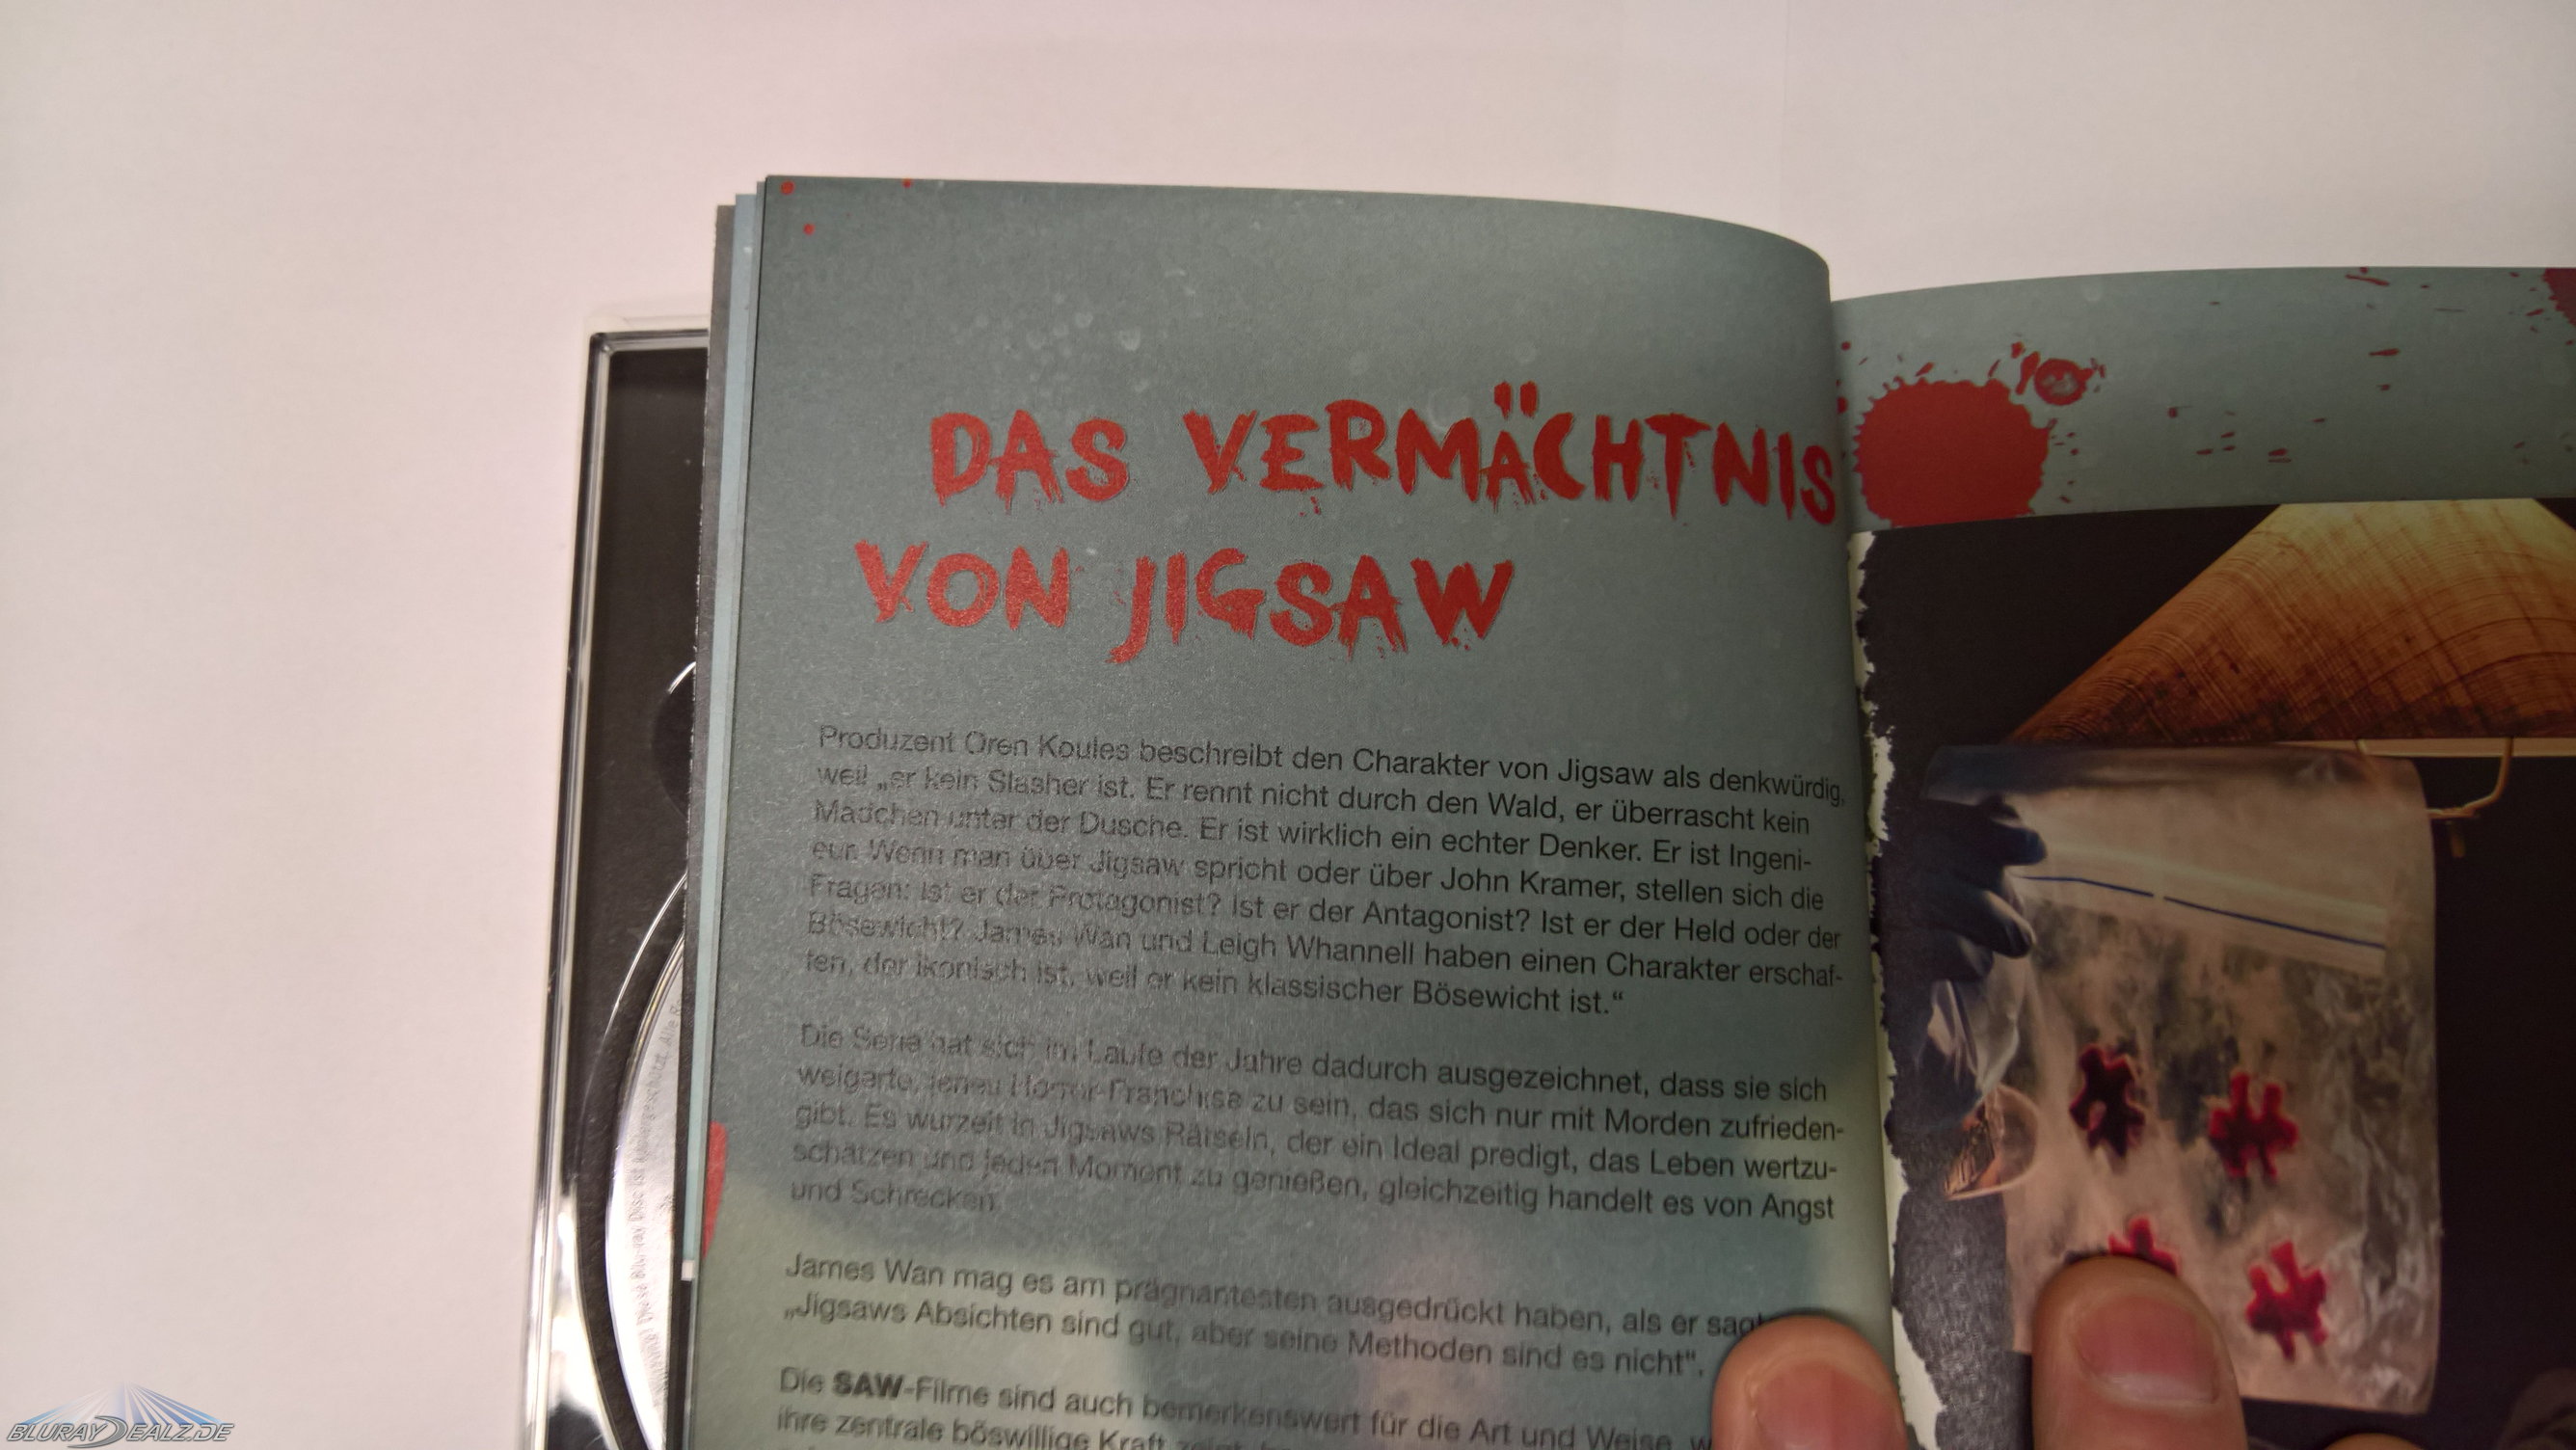 DAS VERMÄCHTNIS
VON JIGSAW
Produzent Oren Koules beschreibt den Charakter von Jigsaw als denkwürdig,
weil „er kein Slasher ist. Er rennt nicht durch den Wald, er überrascht kein
Mädchen unter der Dusche. Er ist wirklich ein echter Denker. Er ist Ingeni-
eur. Wenn man über Jigsaw spricht oder über John Kramer, stellen sich die
Fragen: Ist er der Protagonist? Ist er der Antagonist? Ist er der Held oder der
Bösewicht? James Wan und Leigh Whannell haben einen Charakter erschaf-
fen, der ikonisch ist, weil er kein klassischer Bösewicht ist.“
Die Serie hat sich im Laufe der Jahre dadurch ausgezeichnet, dass sie sich
weigerte, jenes Horror-Franchise zu sein, das sich nur mit Morden zufrieden-
gibt. Es wurzelt in Jigsaws Rätseln, der ein Ideal predigt, das Leben wertzu-
schätzen und jeden Moment zu genießen, gleichzeitig handelt es von Angst
und Schrecken.
James Wan mag es am prägnantesten ausgedrückt haben, als er
„Jigsaws Absichten sind gut, aber seine Methoden sind es nicht".
Die SAW-Filme sind auch bemerkenswert für die Art und Weise,
ihre zentrale böswillige Kraft
Diese Blu-ray Disc ist Alle
BLURAYDEALZ.DE